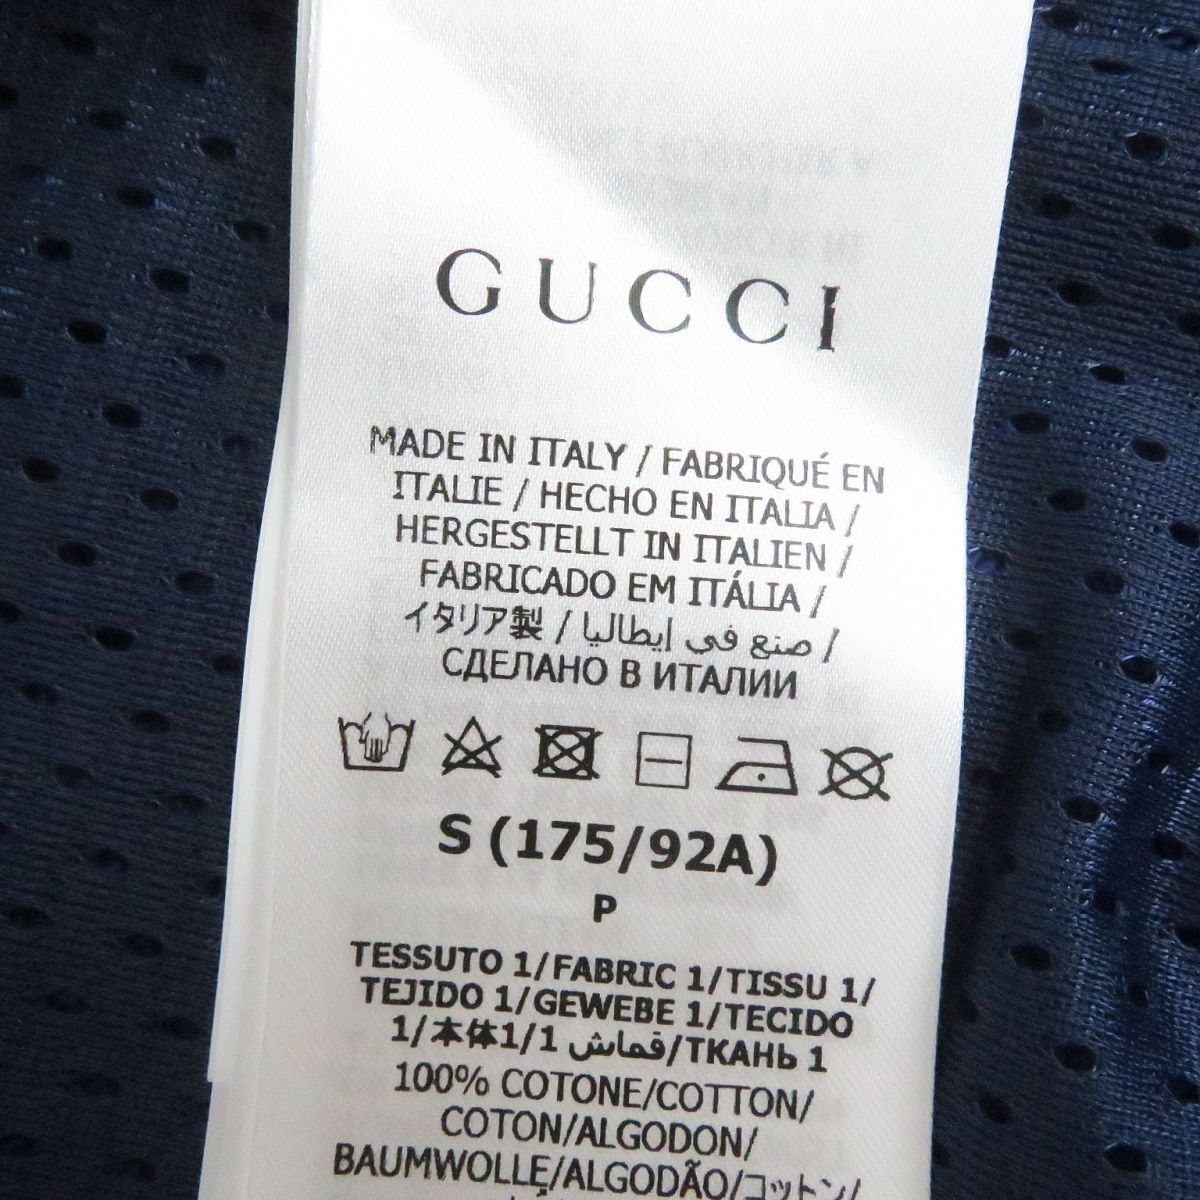 GUCCI
MADE IN ITALY / FABRIQUÉ EN
ITALIE / HECHO EN ITALIA /
HERGESTELLT IN ITALIEN /
FABRICADO EM ITÁLIA /
イタリア製 / صنع في إيطاليا /
СДЕЛАНО В ИТАЛИИ
S (175/92A)
P
TESSUTO 1/FABRIC 1/TISSU 1/
TEJIDO 1/GEWEBE 1/TECIDO
1/本体1/1 قماش/ТКАНЬ 1
100% COTONE/COTTON/
COTON/ALGODON/
BAUMWOLLE/ALGODÃO/コットン/